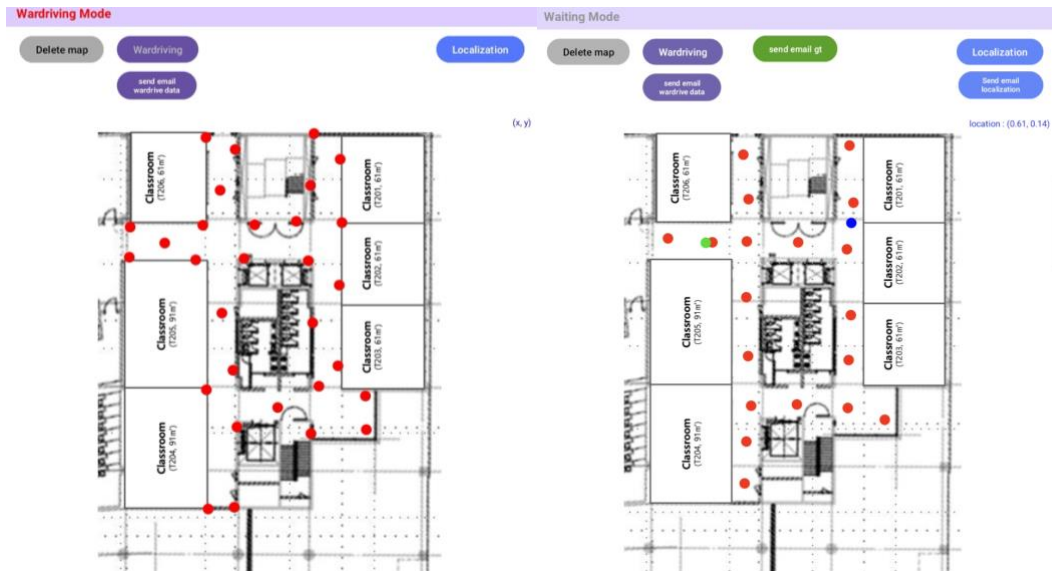 Wardriving Mode
Delete map
Wardriving
Localization
send email
wardrive data
(x, y)
Classroom
(T206, 61m²)
Classroom
(T201, 61m²)
Classroom
(T202, 61m²)
Classroom
(T205, 91m²)
Classroom
(T203, 61m²)
Classroom
(T204, 91m²)
Waiting Mode
Delete map
Wardriving
send email gt
Localization
send email
wardrive data
Send email
localization
location : (0.61, 0.14)
Classroom
(T206, 61m²)
Classroom
(T201, 61m²)
Classroom
(T202, 61m²)
Classroom
(T205, 91m²)
Classroom
(T203, 61m²)
Classroom
(T204, 91m²)